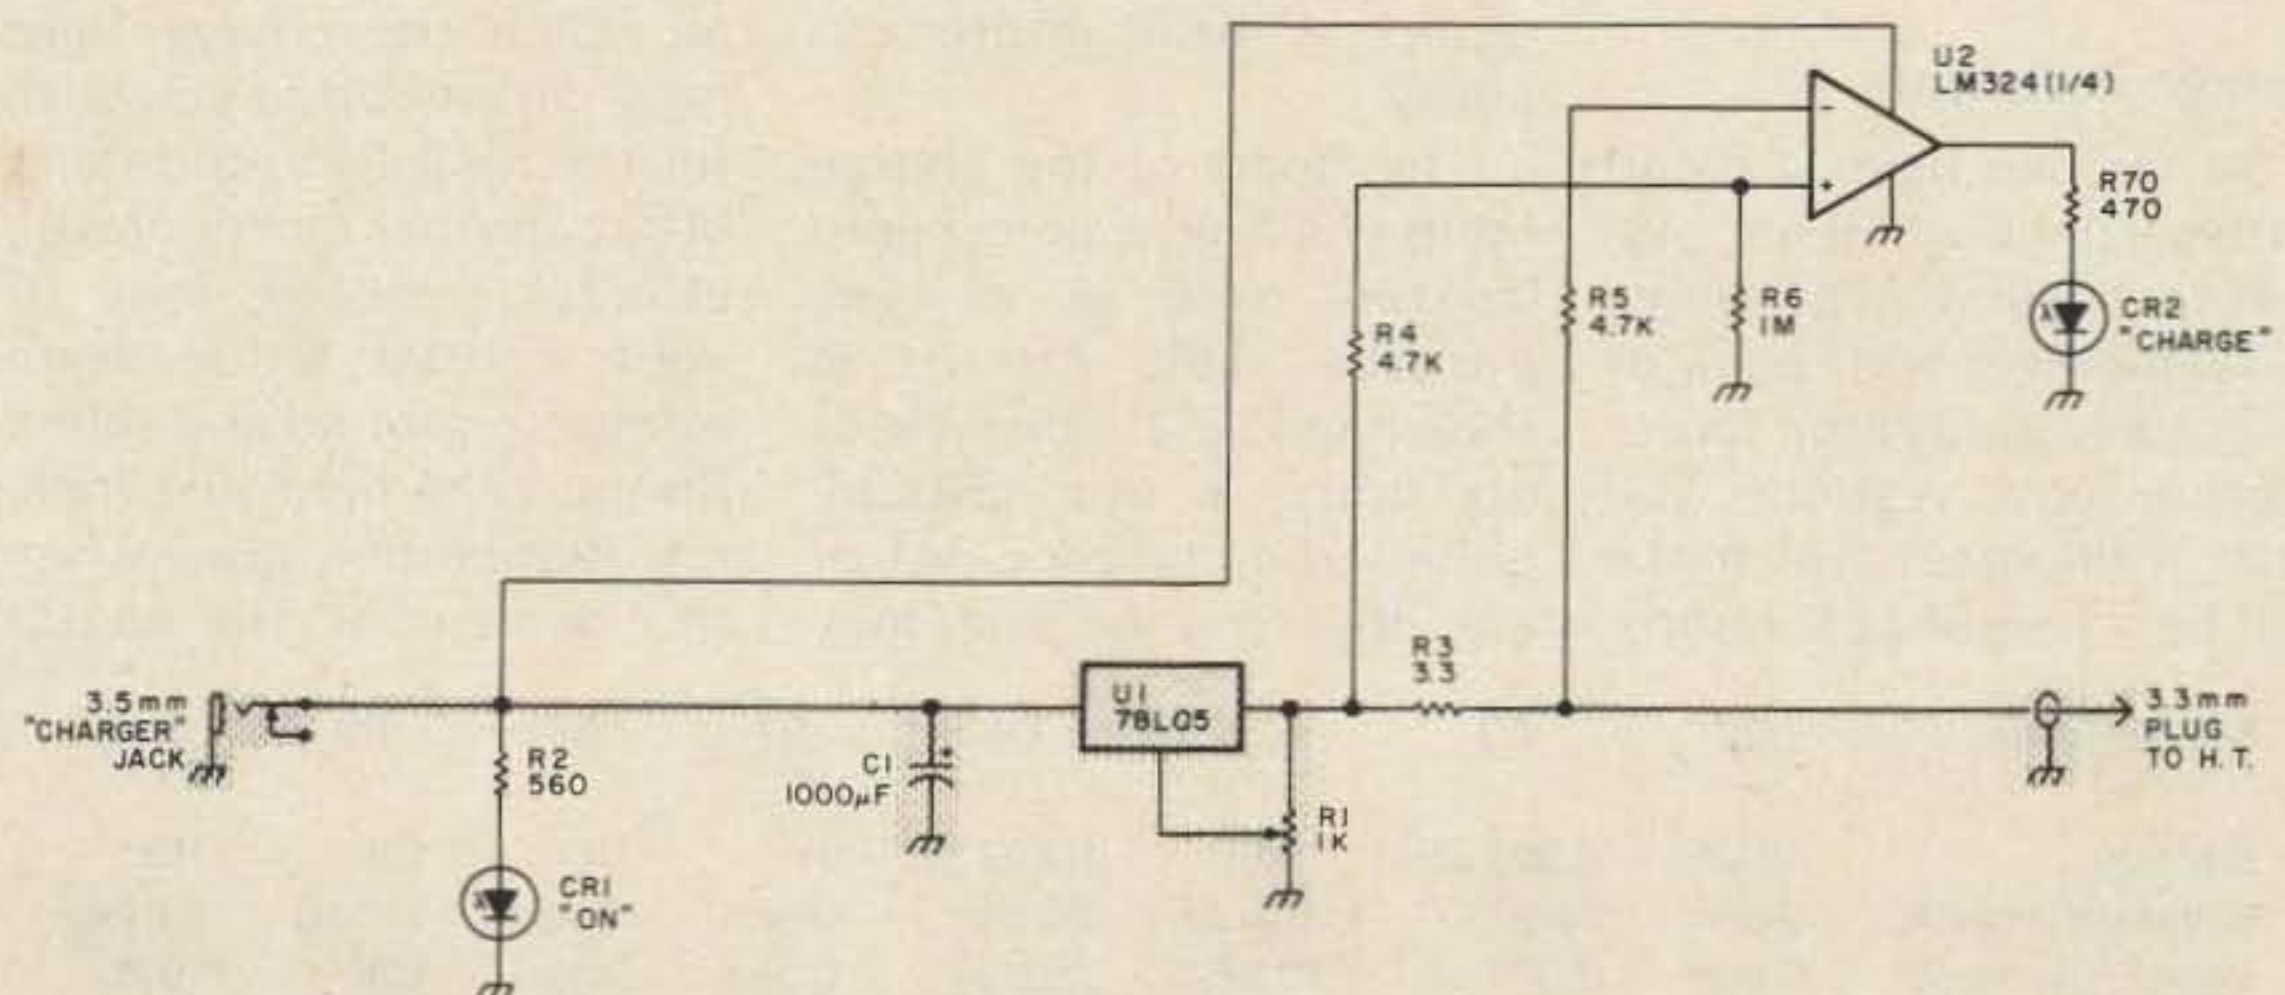 U2
LM324(1/4)
-
+
R70
470
R5
4.7K
R6
1M
CR2
"CHARGE"
R4
4.7K
R3
3.3
3.5mm
"CHARGER"
JACK
U1
78L05
3.3mm
PLUG
TO H.T.
R2
560
C1
1000µF
+
R1
1K
CR1
"ON"